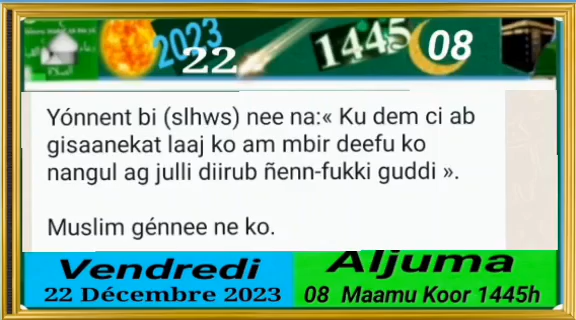 2023
22
1445
08
Yónnent bi (slhws) nee na:« Ku dem ci ab
gisaanekat laaj ko am mbir deefu ko
nangul ag julli diirub ñenn-fukki guddi ».
Muslim génnee ne ko.
Vendredi
22 Décembre 2023
Aljuma
08 Maamu Koor 1445h